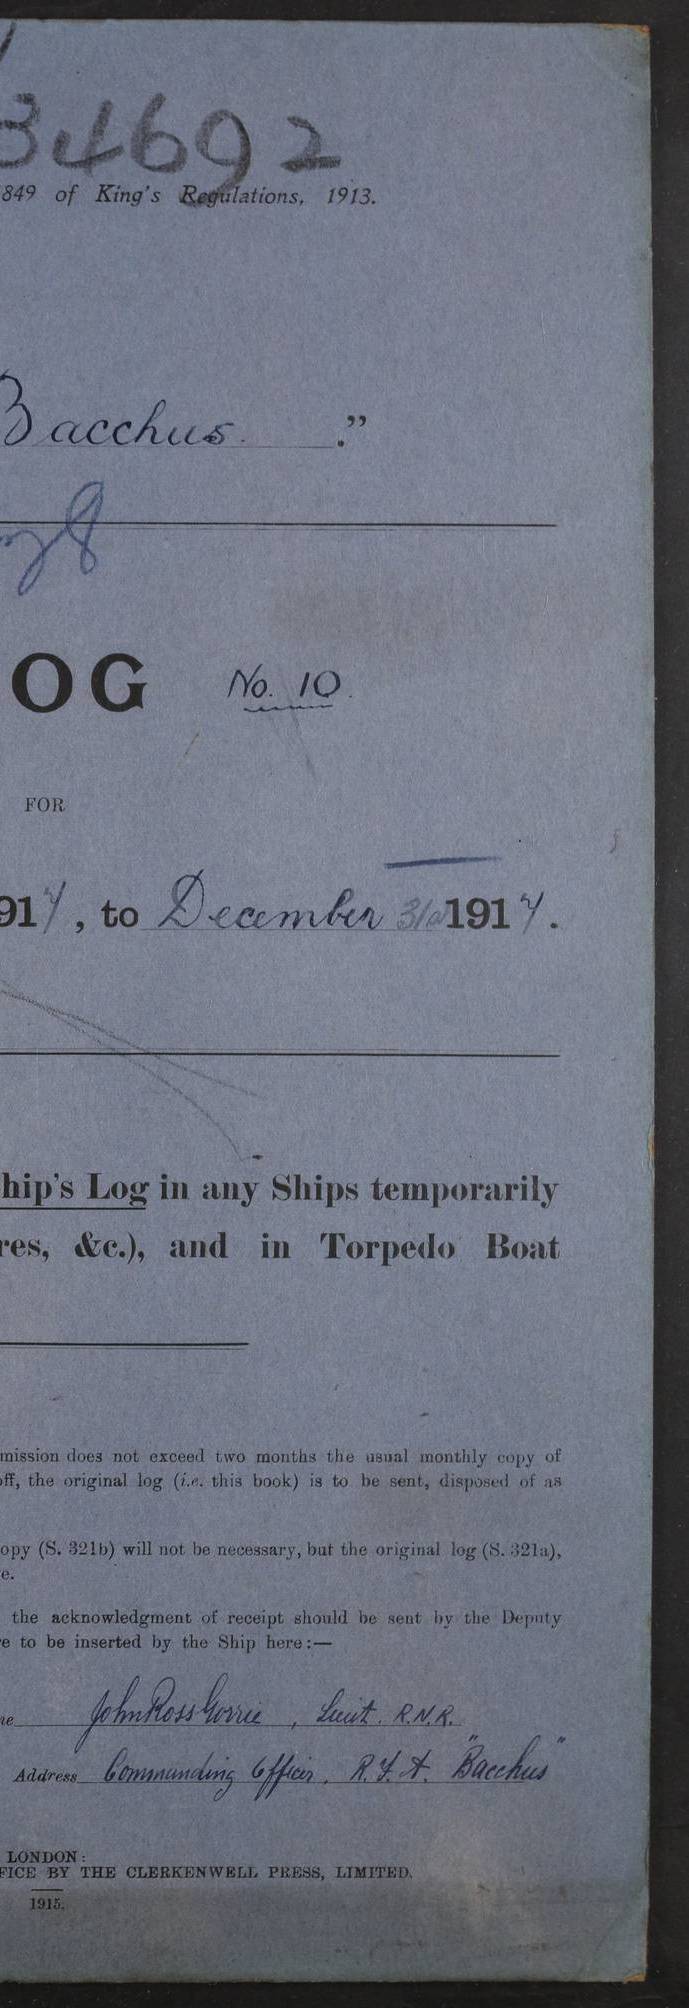 34692
849 of King's Regulations, 1913.
Bacchus. ."
OG No. 10.
FOR
917, to December 31st 1917.
hip's Log in any Ships temporarily
res, &c.), and in Torpedo Boat
mission does not exceed two months the usual monthly copy of
off, the original log (i.e. this book) is to be sent, disposed of as
opy (S. 321b) will not be necessary, but the original log (S. 321a),
e.
the acknowledgment of receipt should be sent by the Deputy
e to be inserted by the Ship here:—
ne John Ross Gorrie, Lieut. R.N.R.
Address Commanding Officer, R.F.A. "Bacchus"
LONDON:
FICE BY THE CLERKENWELL PRESS, LIMITED.
1915.